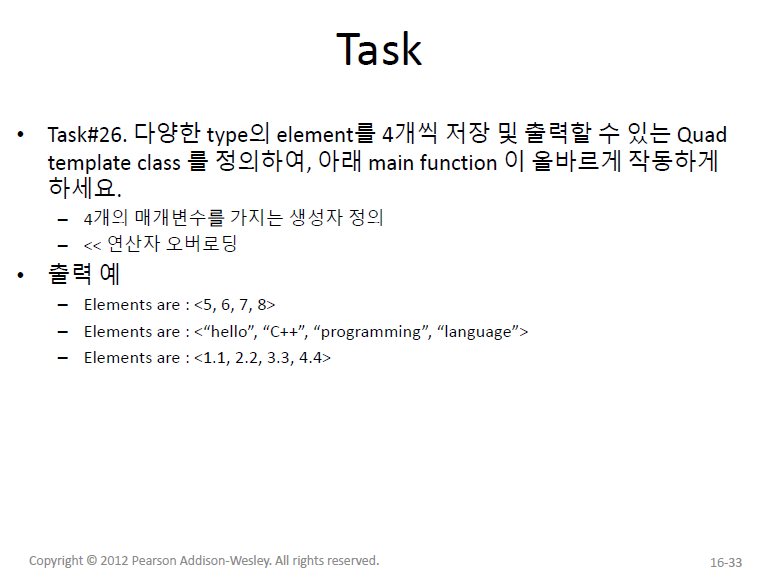 Task
• Task#26. 다양한 type의 element를 4개씩 저장 및 출력할 수 있는 Quad
template class 를 정의하여, 아래 main function 이 올바르게 작동하게
하세요.
– 4개의 매개변수를 가지는 생성자 정의
– << 연산자 오버로딩
• 출력 예
– Elements are : <5, 6, 7, 8>
– Elements are : <“hello”, “C++”, “programming”, “language”>
– Elements are : <1.1, 2.2, 3.3, 4.4>
Copyright © 2012 Pearson Addison-Wesley. All rights reserved.
16-33